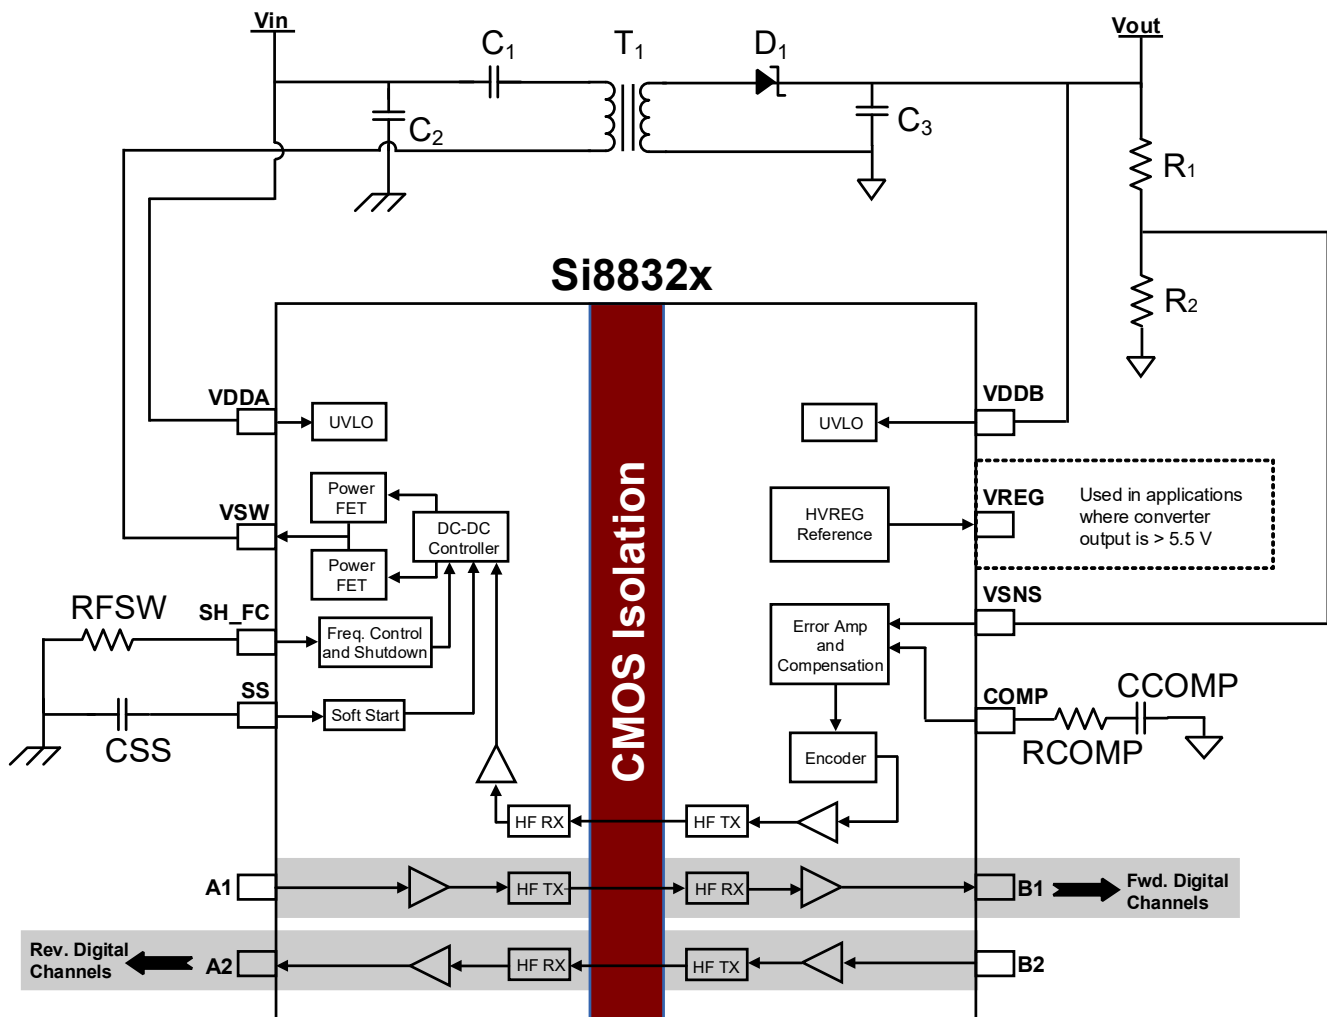 Vin
C1
T1
D1
Vout
C2
C3
R1
R2
Si8832x
VDDA
UVLO
UVLO
VDDB
Power
FET
VSW
DC-DC
Controller
Power
FET
HVREG
Reference
VREG
Used in applications
where converter
output is > 5.5 V
CMOS Isolation
RFSW
SH_FC
Freq. Control
and Shutdown
Error Amp
and
Compensation
VSNS
SS
Soft Start
CSS
COMP
CCOMP
RCOMP
Encoder
HF RX
HF TX
A1
HF TX
HF RX
B1
Fwd. Digital
Channels
Rev. Digital
Channels
A2
HF RX
HF TX
B2